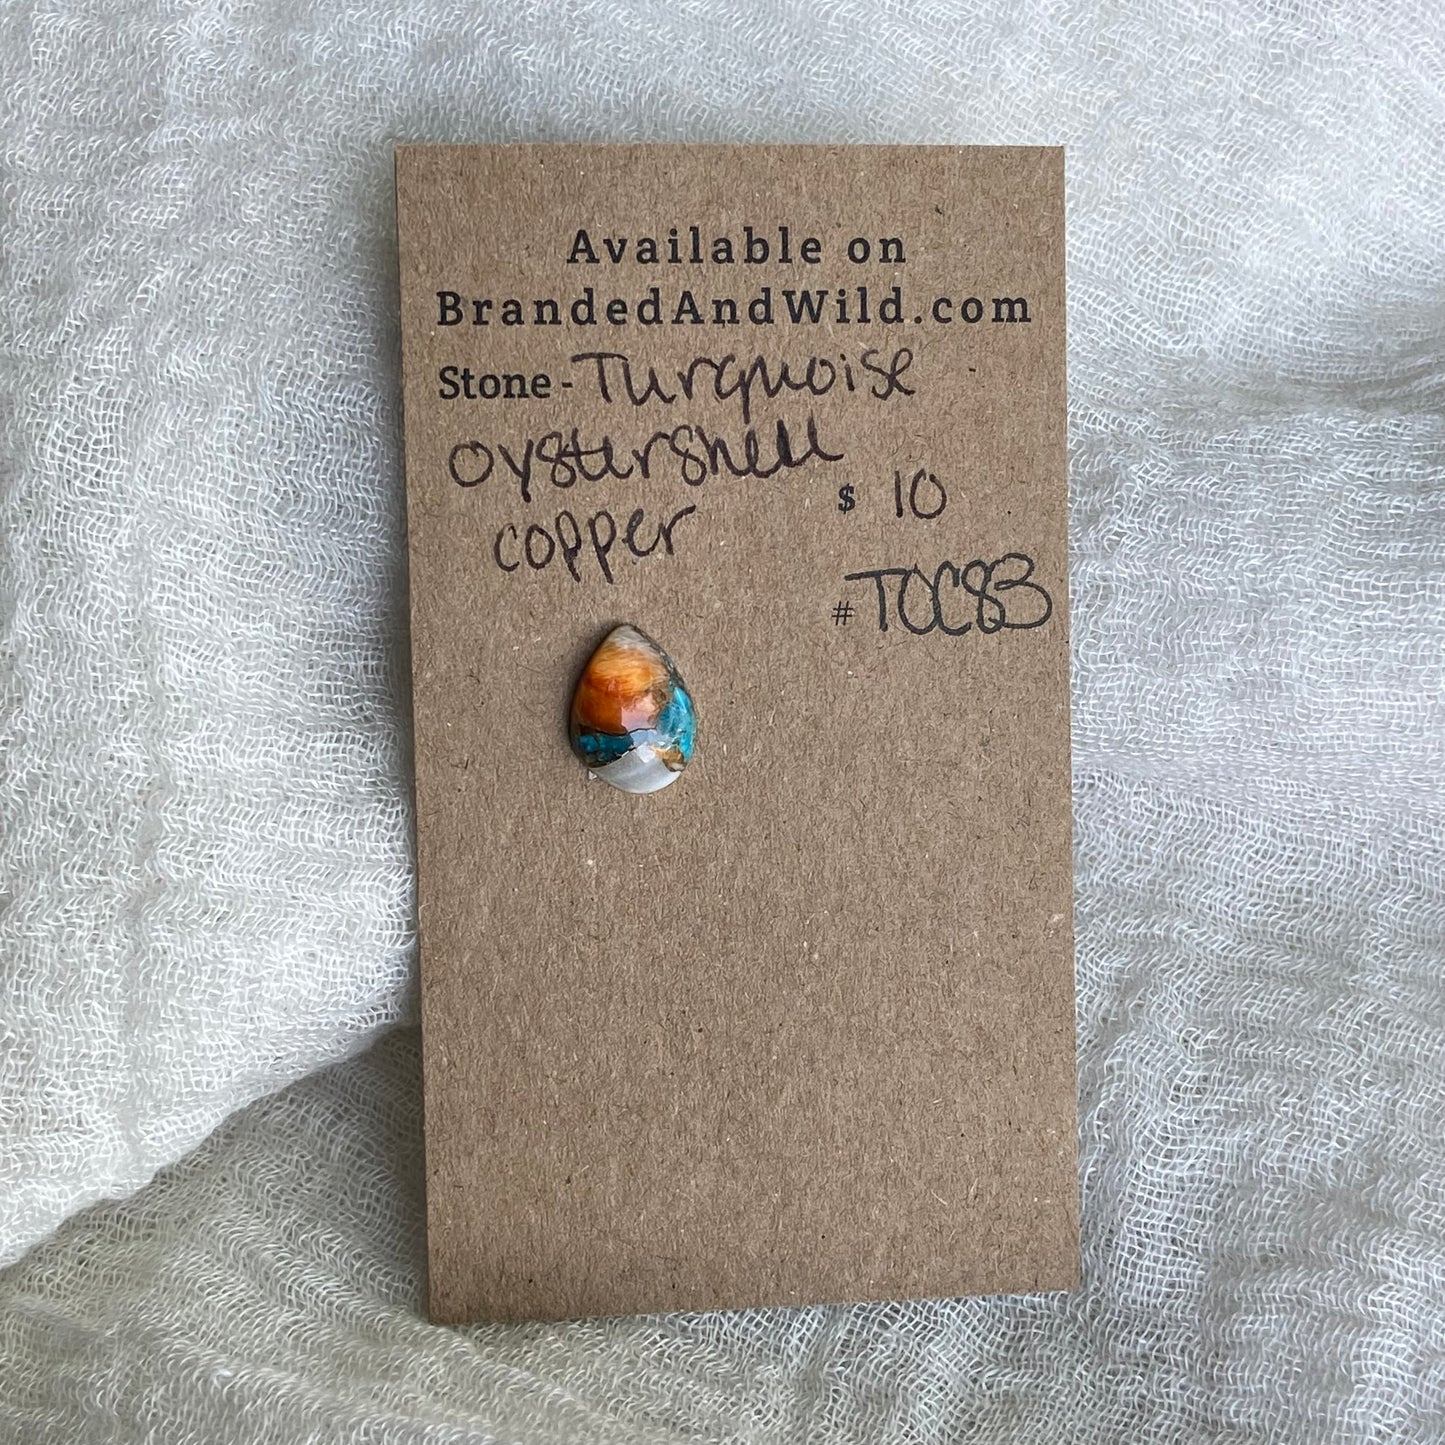 Available on
BrandedAndWild.com
Stone - Turquoise
oystershell
$ 10
copper
# TOC83